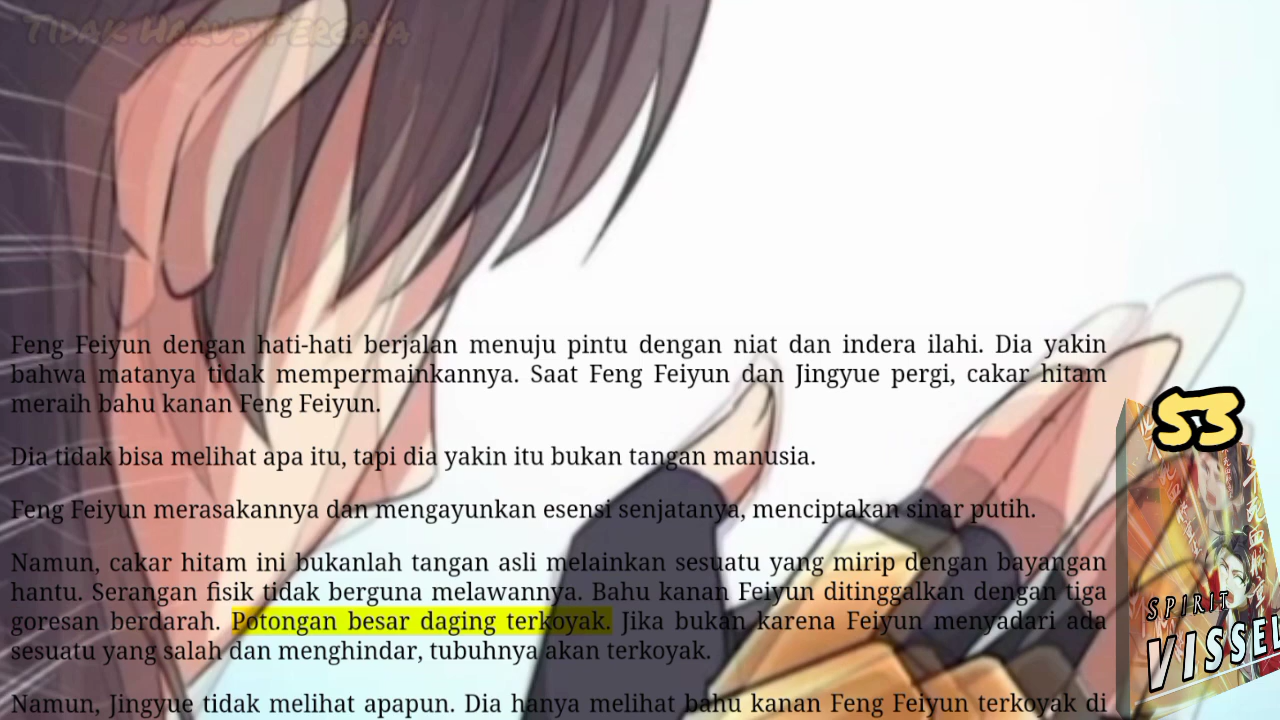 Tidak Harus Percaya
Feng Feiyun dengan hati-hati berjalan menuju pintu dengan niat dan indera ilahi. Dia yakin
bahwa matanya tidak mempermainkannya. Saat Feng Feiyun dan Jingyue pergi, cakar hitam
meraih bahu kanan Feng Feiyun.
Dia tidak bisa melihat apa itu, tapi dia yakin itu bukan tangan manusia.
Feng Feiyun merasakannya dan mengayunkan esensi senjatanya, menciptakan sinar putih.
Namun, cakar hitam ini bukanlah tangan asli melainkan sesuatu yang mirip dengan bayangan
hantu. Serangan fisik tidak berguna melawannya. Bahu kanan Feiyun ditinggalkan dengan tiga
goresan berdarah. Potongan besar daging terkoyak. Jika bukan karena Feiyun menyadari ada
sesuatu yang salah dan menghindar, tubuhnya akan terkoyak.
Namun, Jingyue tidak melihat apapun. Dia hanya melihat bahu kanan Feng Feiyun terkoyak di
53
SPIRIT
VISSEL